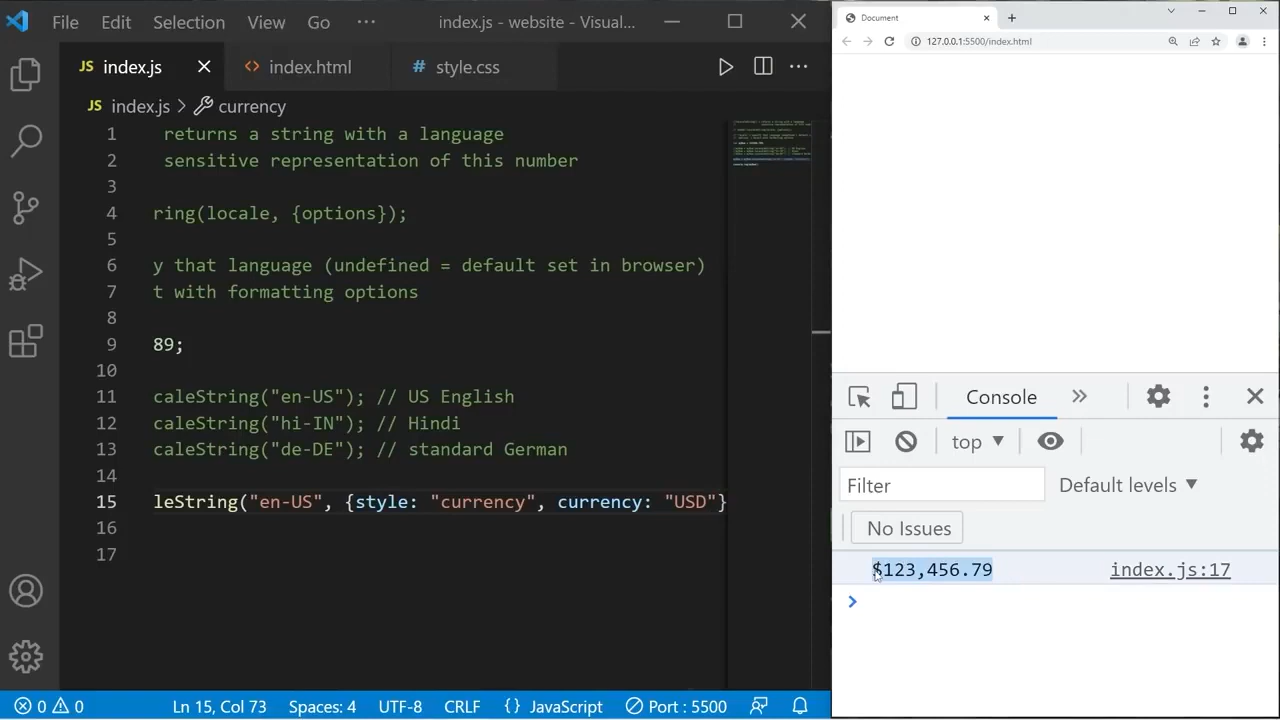 File Edit Selection View Go ··· index.js - website - Visual...
JS index.js
<> index.html
# style.css
JS index.js > currency
1 returns a string with a language
2 sensitive representation of this number
3
4 ring(locale, {options});
5
6 y that language (undefined = default set in browser)
7 t with formatting options
8
9 89;
10
11 caleString("en-US"); // US English
12 caleString("hi-IN"); // Hindi
13 caleString("de-DE"); // standard German
14
15 leString("en-US", {style: "currency", currency: "USD"}
16
17
0 0 Ln 15, Col 73 Spaces: 4 UTF-8 CRLF {} JavaScript Port : 5500
Document
127.0.0.1:5500/index.html
Console
top
Filter
Default levels
No Issues
$123,456.79 index.js:17